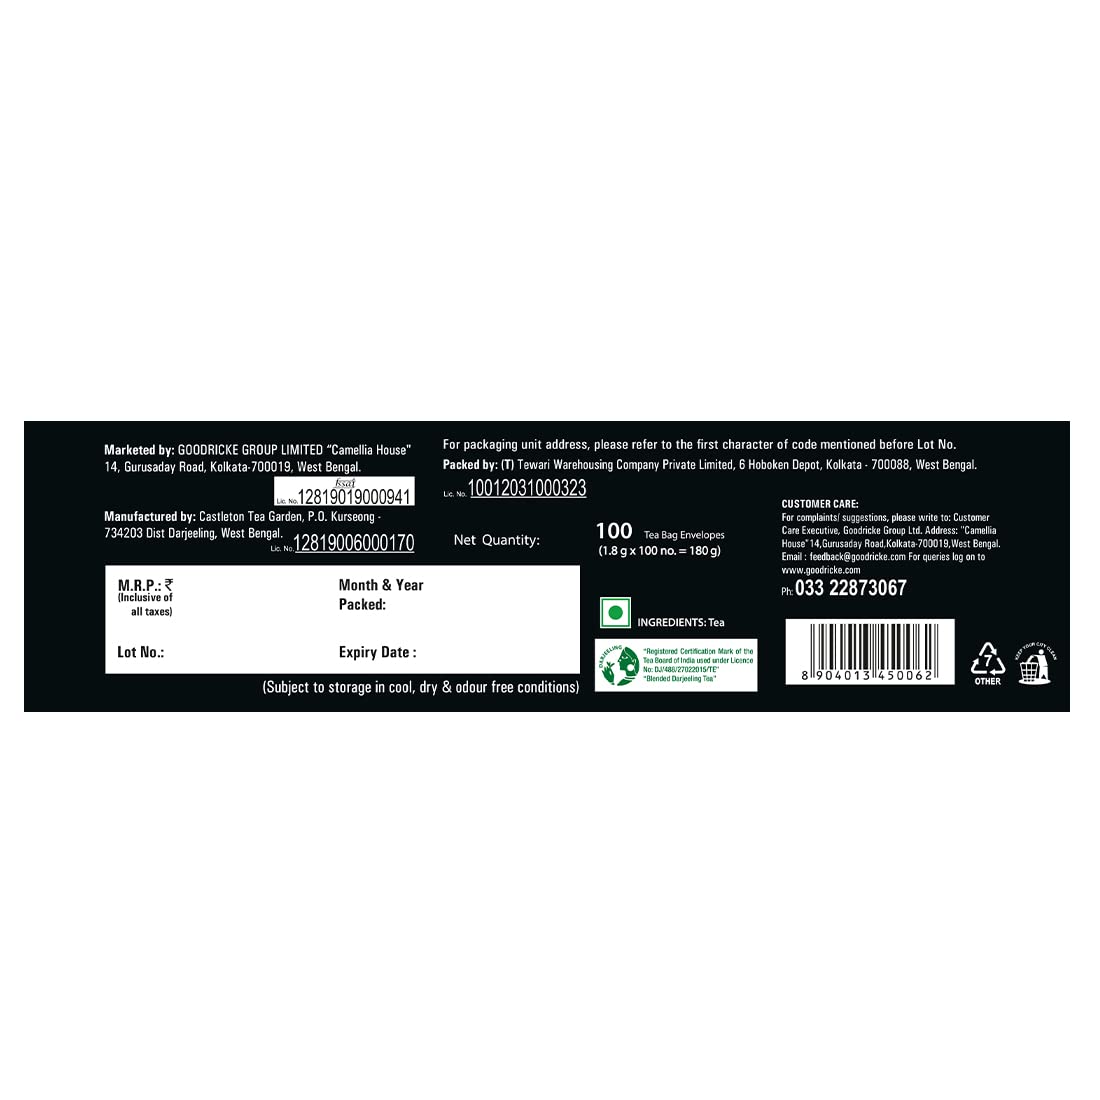 Marketed by: GOODRICKE GROUP LIMITED “Camellia House"
14, Gurusaday Road, Kolkata-700019, West Bengal.
fssai
Lic. No. 12819019000941
Manufactured by: Castleton Tea Garden, P.O. Kurseong -
734203 Dist Darjeeling, West Bengal.
Lic. No. 12819006000170
M.R.P.: ₹
(Inclusive of
all taxes)
Month & Year
Packed:
Lot No.:
Expiry Date :
(Subject to storage in cool, dry & odour free conditions)
For packaging unit address, please refer to the first character of code mentioned before Lot No.
Packed by: (T) Tewari Warehousing Company Private Limited, 6 Hoboken Depot, Kolkata - 700088, West Bengal.
Lic. No. 10012031000323
Net Quantity:
100 Tea Bag Envelopes
(1.8 g x 100 no. = 180 g)
INGREDIENTS: Tea
DARJEELING
"Registered Certification Mark of the
Tea Board of India used under Licence
No: DJ/488/27022015/TE"
"Blended Darjeeling Tea"
CUSTOMER CARE:
For complaints/ suggestions, please write to: Customer
Care Executive, Goodricke Group Ltd. Address: "Camellia
House"14,Gurusaday Road,Kolkata-700019,West Bengal.
Email : feedback@goodricke.com For queries log on to
www.goodricke.com
Ph: 033 22873067
8 904013 450062
7
OTHER
KEEP YOUR CITY CLEAN